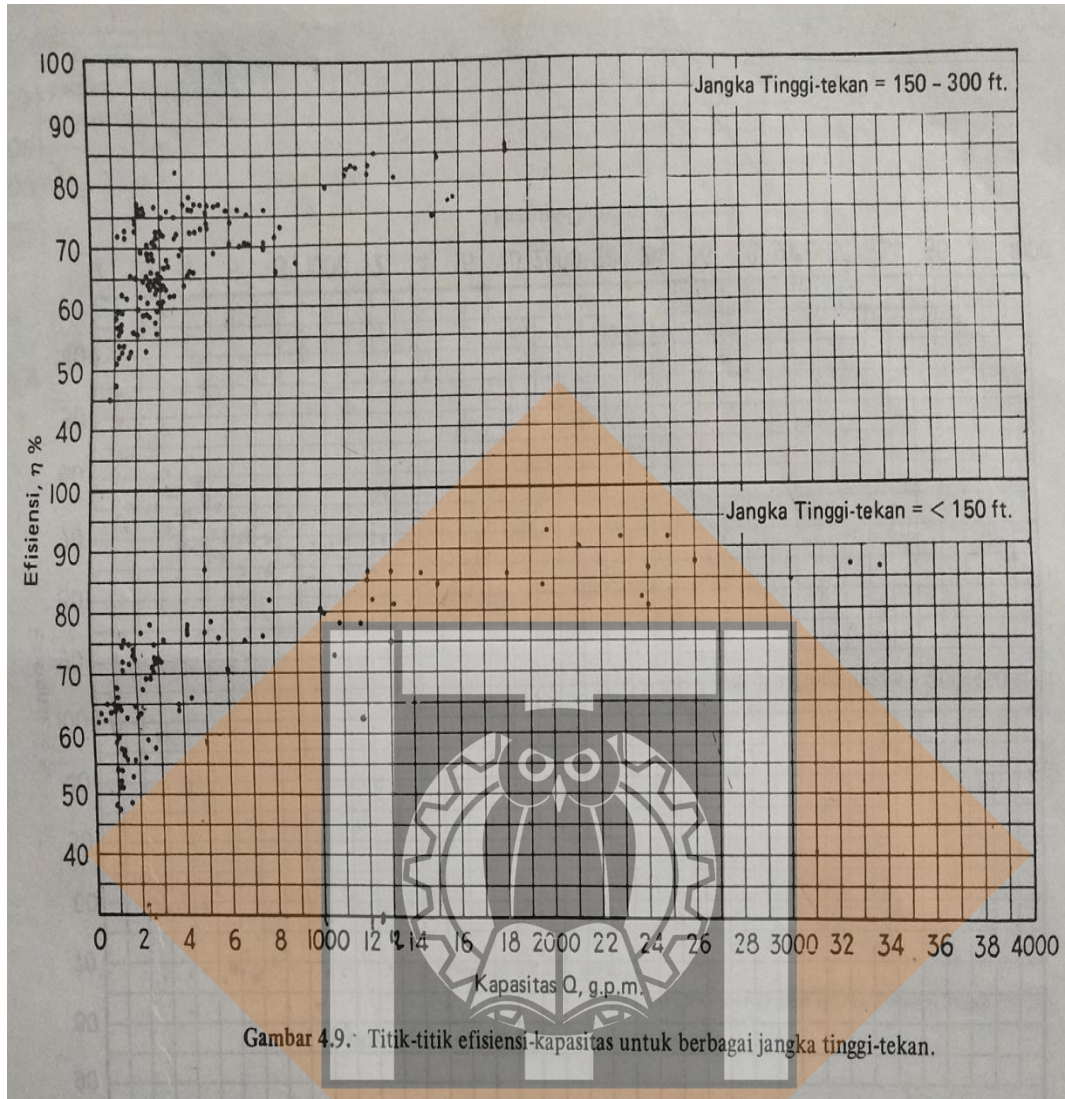 100
Jangka Tinggi-tekan = 150 – 300 ft.
90
80
70
60
50
40
Efisiensi, η %
100
Jangka Tinggi-tekan = < 150 ft.
90
80
70
60
50
40
0 2 4 6 8 1000 12 14 16 18 2000 22 24 26 28 3000 32 34 36 38 4000
Kapasitas Q, g.p.m.
Gambar 4.9. Titik-titik efisiensi-kapasitas untuk berbagai jangka tinggi-tekan.